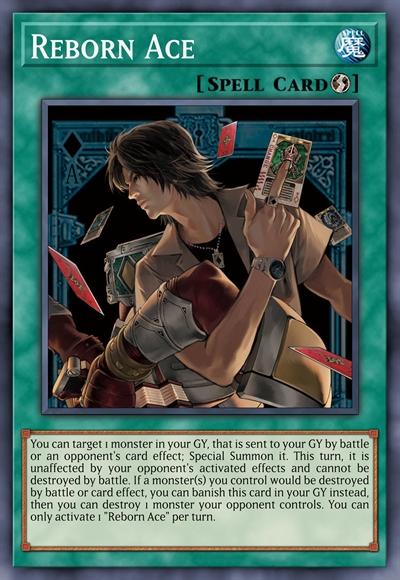 Reborn Ace
魔
[Spell Card]
A
You can target 1 monster in your GY, that is sent to your GY by battle
or an opponent's card effect; Special Summon it. This turn, it is
unaffected by your opponent's activated effects and cannot be
destroyed by battle. If a monster(s) you control would be destroyed
by battle or card effect, you can banish this card in your GY instead,
then you can destroy 1 monster your opponent controls. You can
only activate 1 "Reborn Ace" per turn.